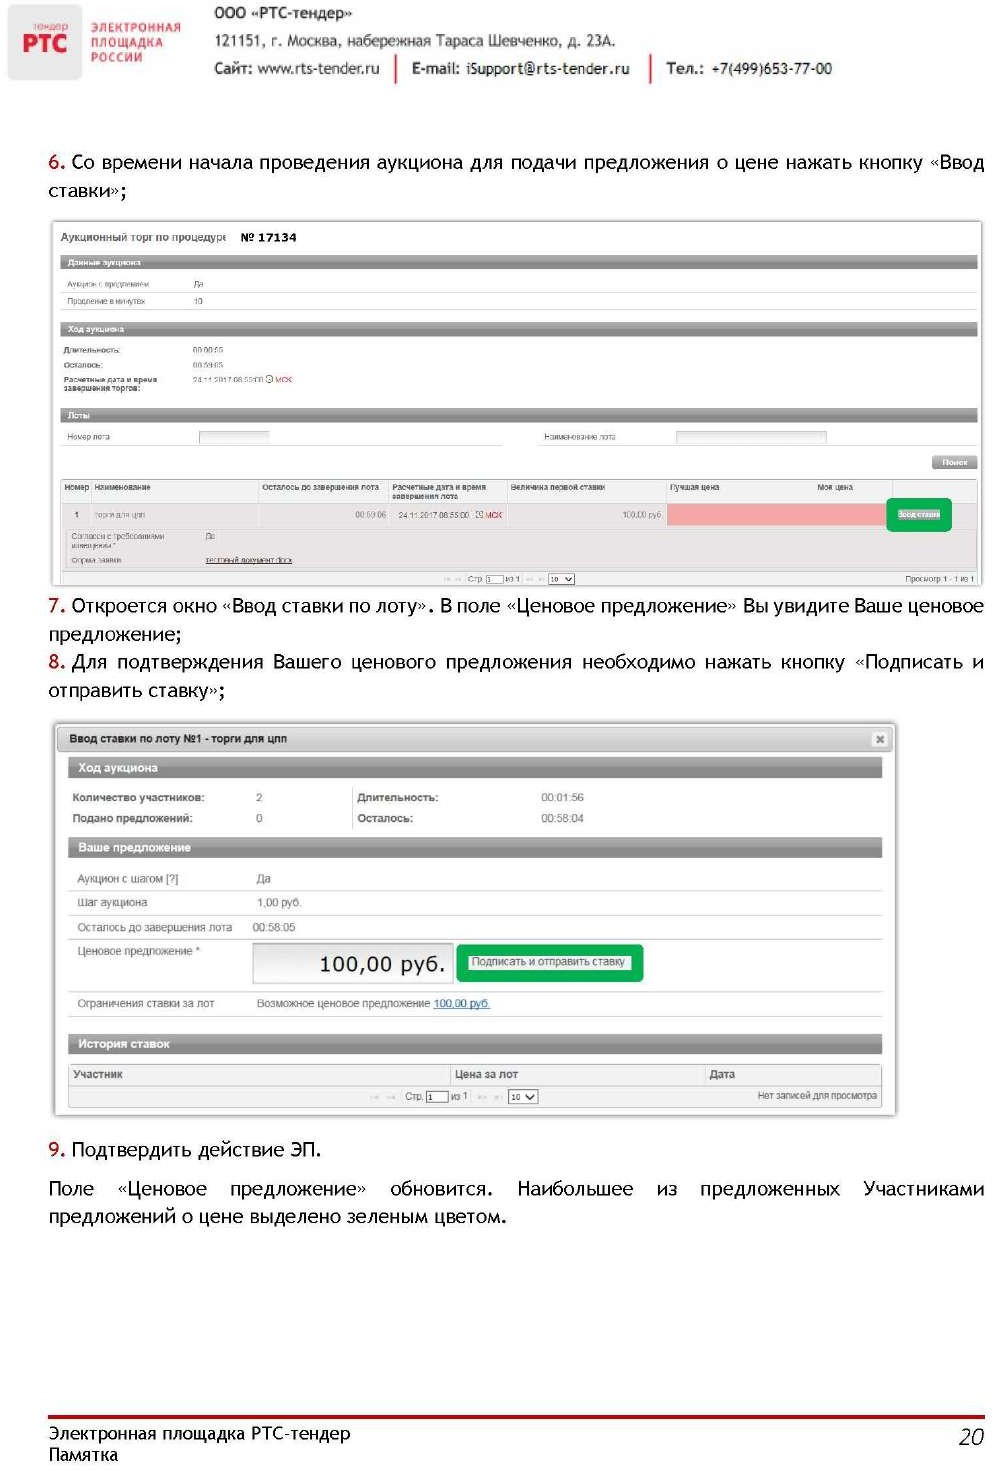 тендер
РТС
ЭЛЕКТРОННАЯ
ПЛОЩАДКА
РОССИИ
ООО «РТС-тендер»
121151, г. Москва, набережная Тараса Шевченко, д. 23А.
Сайт: www.rts-tender.ru E-mail: iSupport@rts-tender.ru Тел.: +7(499)653-77-00
6. Со времени начала проведения аукциона для подачи предложения о цене нажать кнопку «Ввод
ставки»;
Аукционный торг по процедуре № 17134
Данные аукциона
Аукцион с продлением Да
Продление в минутах 10
Ход аукциона
Длительность: 00:00:55
Осталось: 00:59:05
Расчетные дата и время 24.11.2017 08:55:00 МСК
завершения торгов:
Лоты
Номер лота Наименование лота
Поиск
Номер Наименование Осталось до завершения лота Расчетные дата и время Величина первой ставки Лучшая цена Моя цена
завершения лота
1 торги для цпп 00:59:06 24.11.2017 08:55:00 МСК 100,00 руб. Ввод ставки
Согласен с требованиями Да
извещения *
Форма заявки тестовый документ.docx
Стр. 1 из 1 10 Просмотр 1 - 1 из 1
7. Откроется окно «Ввод ставки по лоту». В поле «Ценовое предложение» Вы увидите Ваше ценовое
предложение;
8. Для подтверждения Вашего ценового предложения необходимо нажать кнопку «Подписать и
отправить ставку»;
Ввод ставки по лоту №1 - торги для цпп
Ход аукциона
Количество участников: 2 Длительность: 00:01:56
Подано предложений: 0 Осталось: 00:58:04
Ваше предложение
Аукцион с шагом [?] Да
Шаг аукциона 1,00 руб.
Осталось до завершения лота 00:58:05
Ценовое предложение * 100,00 руб. Подписать и отправить ставку
Ограничения ставки за лот Возможное ценовое предложение 100,00 руб.
История ставок
Участник Цена за лот Дата
Стр. 1 из 1 10 Нет записей для просмотра
9. Подтвердить действие ЭП.
Поле «Ценовое предложение» обновится. Наибольшее из предложенных Участниками
предложений о цене выделено зеленым цветом.
Электронная площадка РТС-тендер 20
Памятка